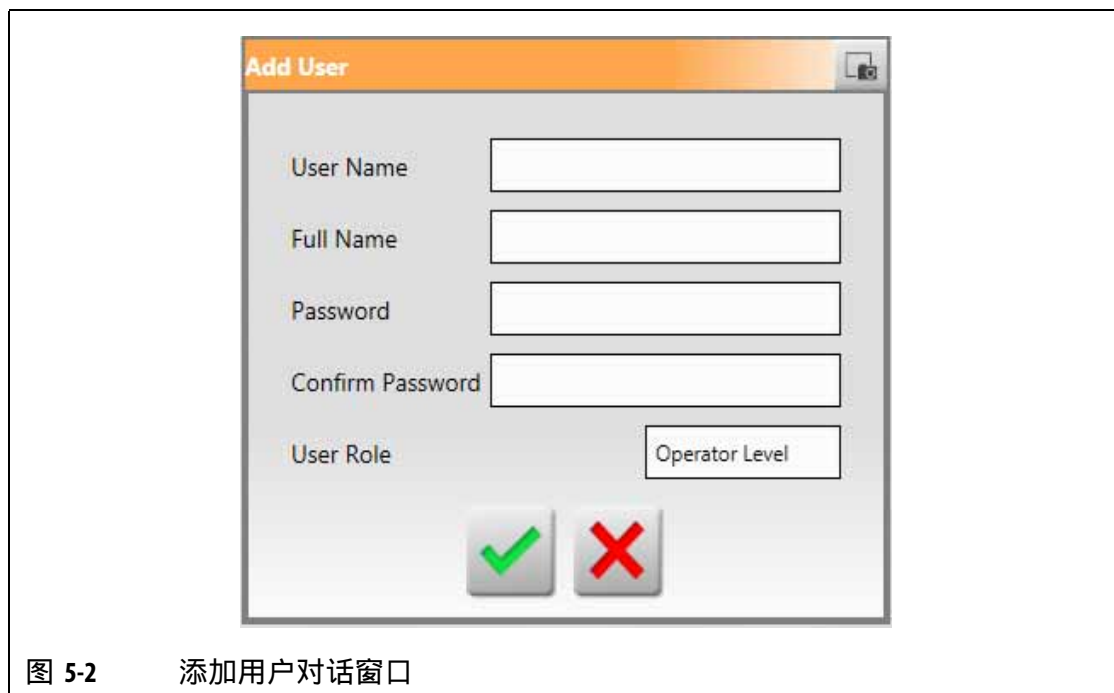 Add User
User Name
Full Name
Password
Confirm Password
User Role Operator Level
图 5-2 添加用户对话窗口